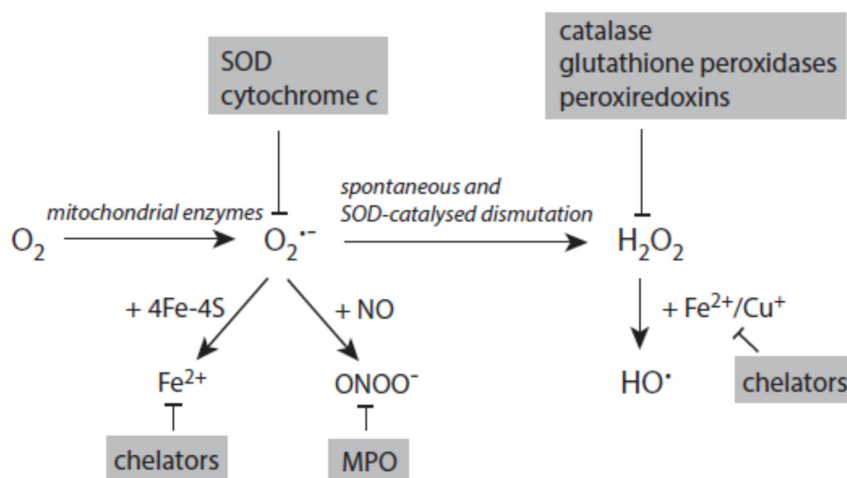 catalase
glutathione peroxidases
peroxiredoxins
SOD
cytochrome c
mitochondrial enzymes
spontaneous and
SOD-catalysed dismutation
O₂
O₂•⁻
H₂O₂
+ 4Fe-4S
+ NO
+ Fe²⁺/Cu⁺
Fe²⁺
ONOO⁻
HO•
chelators
chelators
MPO